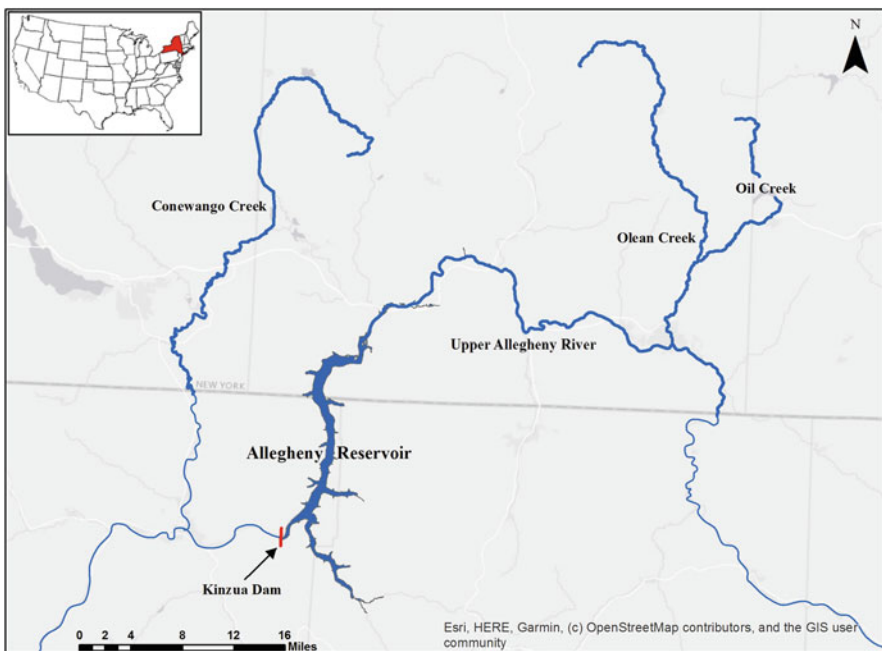 N
Conewango Creek
Oil Creek
Olean Creek
Upper Allegheny River
NEW YORK
Allegheny Reservoir
Kinzua Dam
0 2 4 8 12 16
Miles
Esri, HERE, Garmin, (c) OpenStreetMap contributors, and the GIS user
community